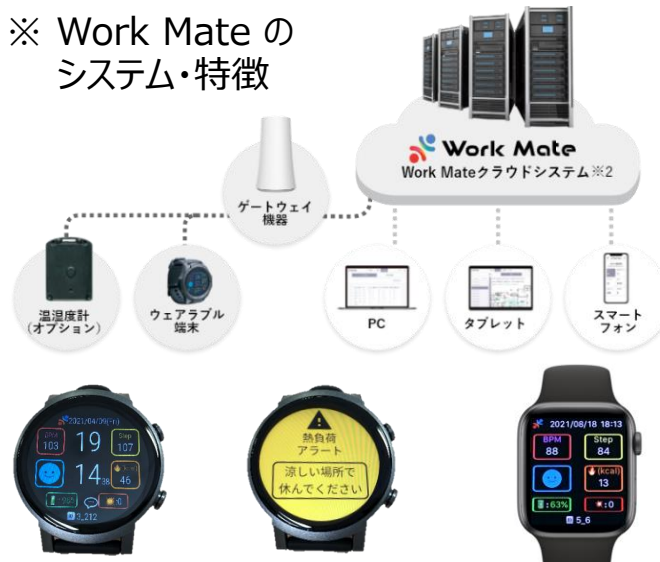 ※ Work Mate の
システム・特徴
Work Mate
Work Mateクラウドシステム※2
ゲートウェイ
機器
温湿度計
(オプション)
ウェアラブル
端末
PC
タブレット
スマート
フォン
2021/04/09(Fri)
BPM
103
19
Step
107
14
38
(kcal)
46
3_212
熱負荷
アラート
涼しい場所で
休んでください
2021/08/18 18:13
BPM
88
Step
84
(kcal)
13
:63%
:0
5_6